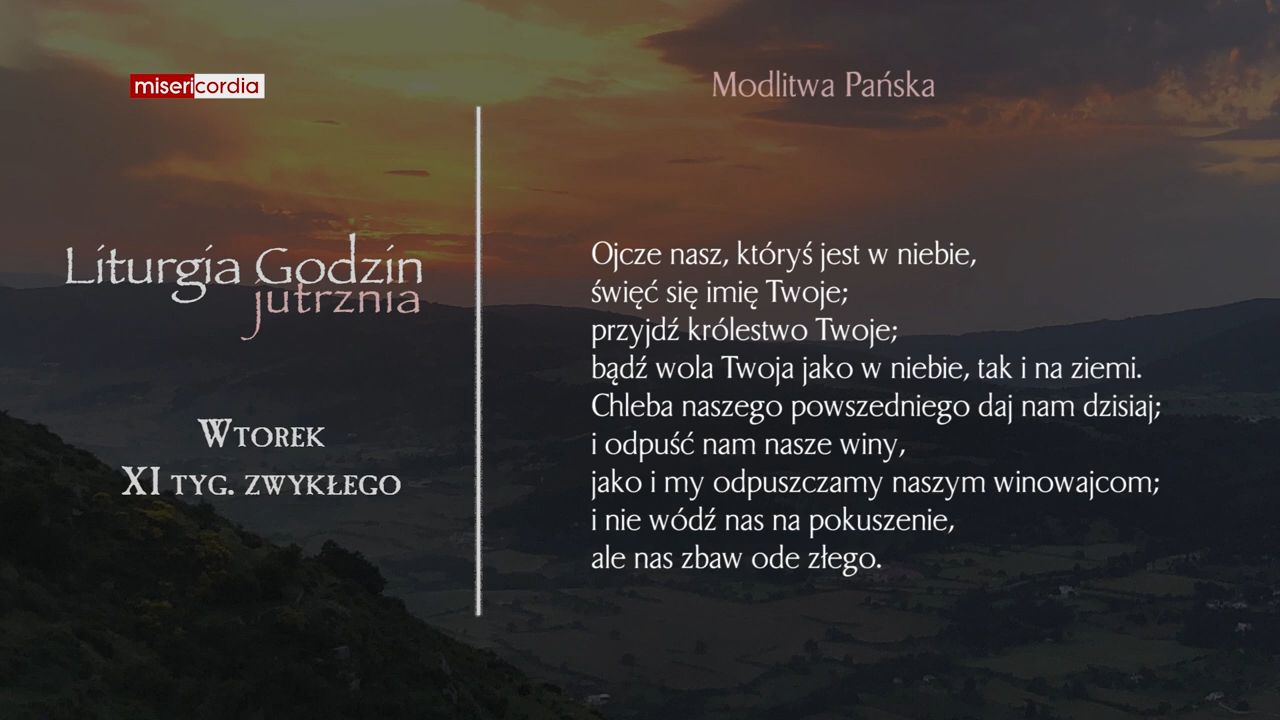 misericordia
Liturgia Godzin
jutrznia
Wtorek
XI tyg. zwykłego
Modlitwa Pańska
Ojcze nasz, któryś jest w niebie,
święć się imię Twoje;
przyjdź królestwo Twoje;
bądź wola Twoja jako w niebie, tak i na ziemi.
Chleba naszego powszedniego daj nam dzisiaj;
i odpuść nam nasze winy,
jako i my odpuszczamy naszym winowajcom;
i nie wódź nas na pokuszenie,
ale nas zbaw ode złego.